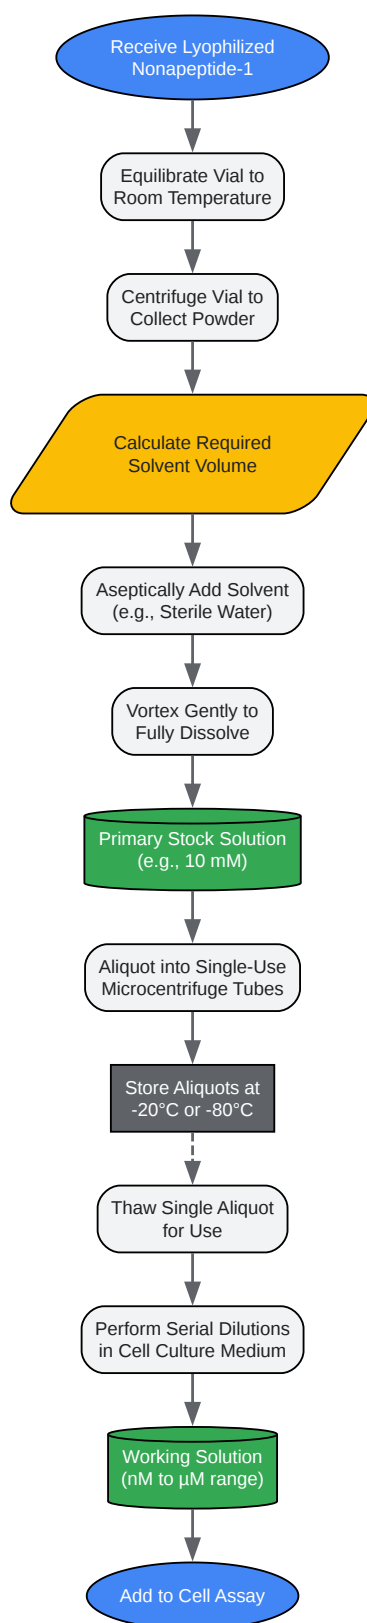 Receive Lyophilized
Nonapeptide-1
Equilibrate Vial to
Room Temperature
Centrifuge Vial to
Collect Powder
Calculate Required
Solvent Volume
Aseptically Add Solvent
(e.g., Sterile Water)
Vortex Gently to
Fully Dissolve
Primary Stock Solution
(e.g., 10 mM)
Aliquot into Single-Use
Microcentrifuge Tubes
Store Aliquots at
-20°C or -80°C
Thaw Single Aliquot
for Use
Perform Serial Dilutions
in Cell Culture Medium
Working Solution
(nM to µM range)
Add to Cell Assay